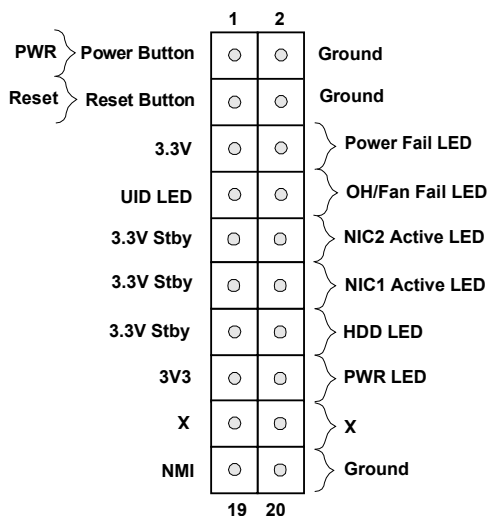 1 2
PWR Power Button Ground
Reset Reset Button Ground
3.3V Power Fail LED
UID LED OH/Fan Fail LED
3.3V Stby NIC2 Active LED
3.3V Stby NIC1 Active LED
3.3V Stby HDD LED
3V3 PWR LED
X X
NMI Ground
19 20